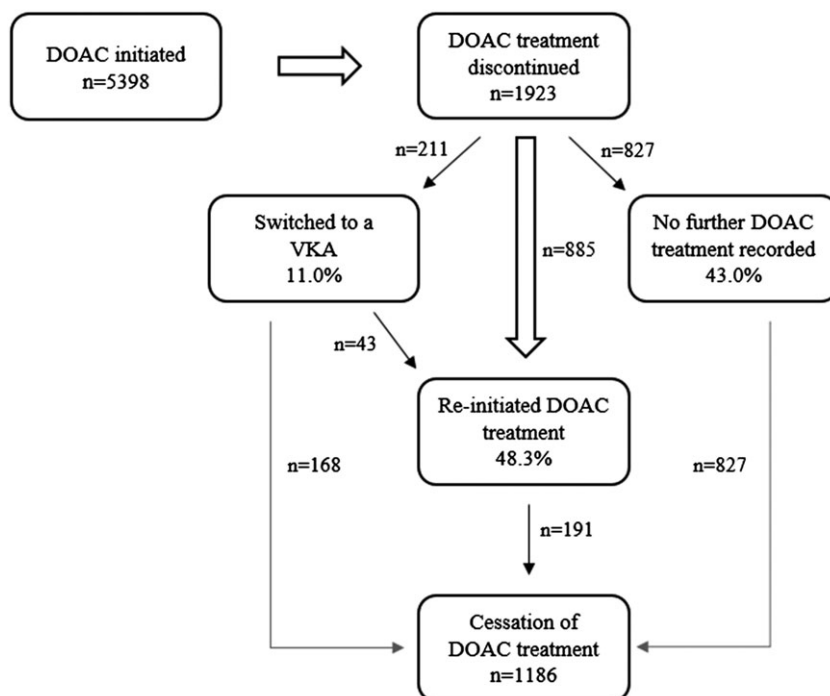 DOAC initiated
n=5398
DOAC treatment
discontinued
n=1923
n=211
n=827
Switched to a
VKA
11.0%
n=885
No further DOAC
treatment recorded
43.0%
n=43
Re-initiated DOAC
treatment
48.3%
n=168
n=827
n=191
Cessation of
DOAC treatment
n=1186